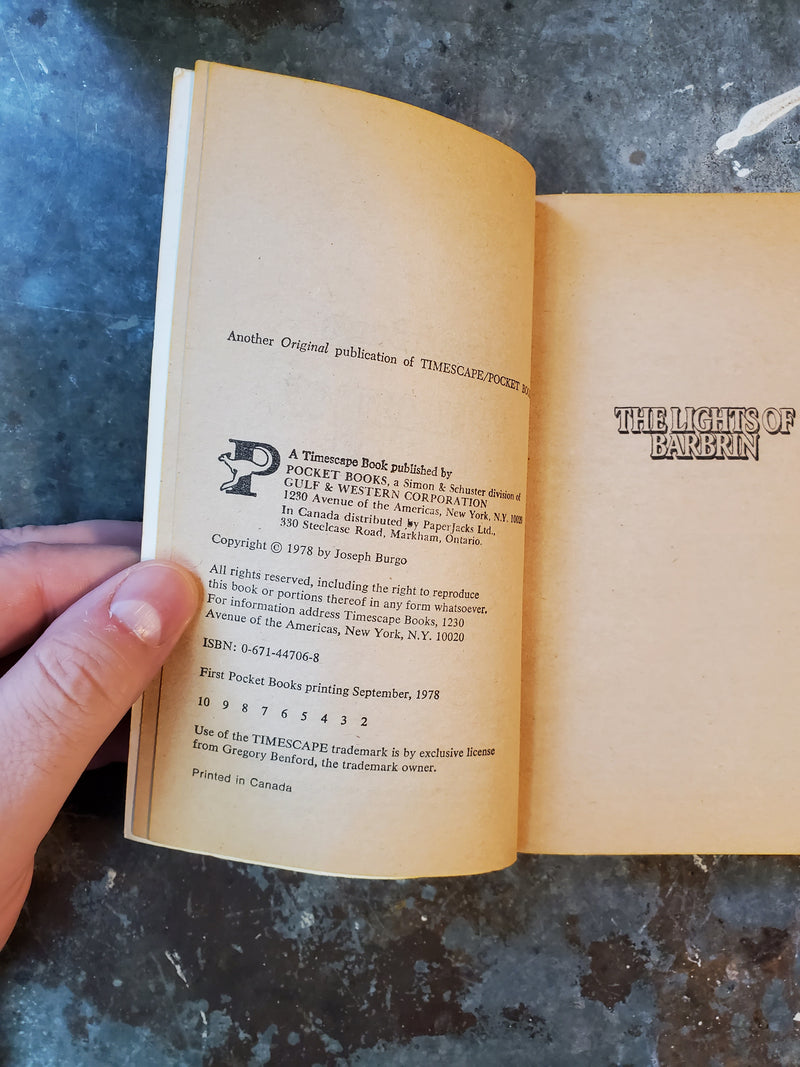 Another Original publication of TIMESCAPE/POCKET
A Timescape Book published by
POCKET BOOKS, a Simon & Schuster division of
GULF & WESTERN CORPORATION
1230 Avenue of the Americas, New York, N.Y. 10020
In Canada distributed by PaperJacks Ltd.,
330 Steelcase Road, Markham, Ontario.
Copyright © 1978 by Joseph Burgo
All rights reserved, including the right to reproduce
this book or portions thereof in any form whatsoever.
For information address Timescape Books, 1230
Avenue of the Americas, New York, N.Y. 10020
ISBN: 0-671-44706-8
First Pocket Books printing September, 1978
10 9 8 7 6 5 4 3 2
Use of the TIMESCAPE trademark is by exclusive license
from Gregory Benford, the trademark owner.
Printed in Canada
THE LIGHTS OF
BARBRIN